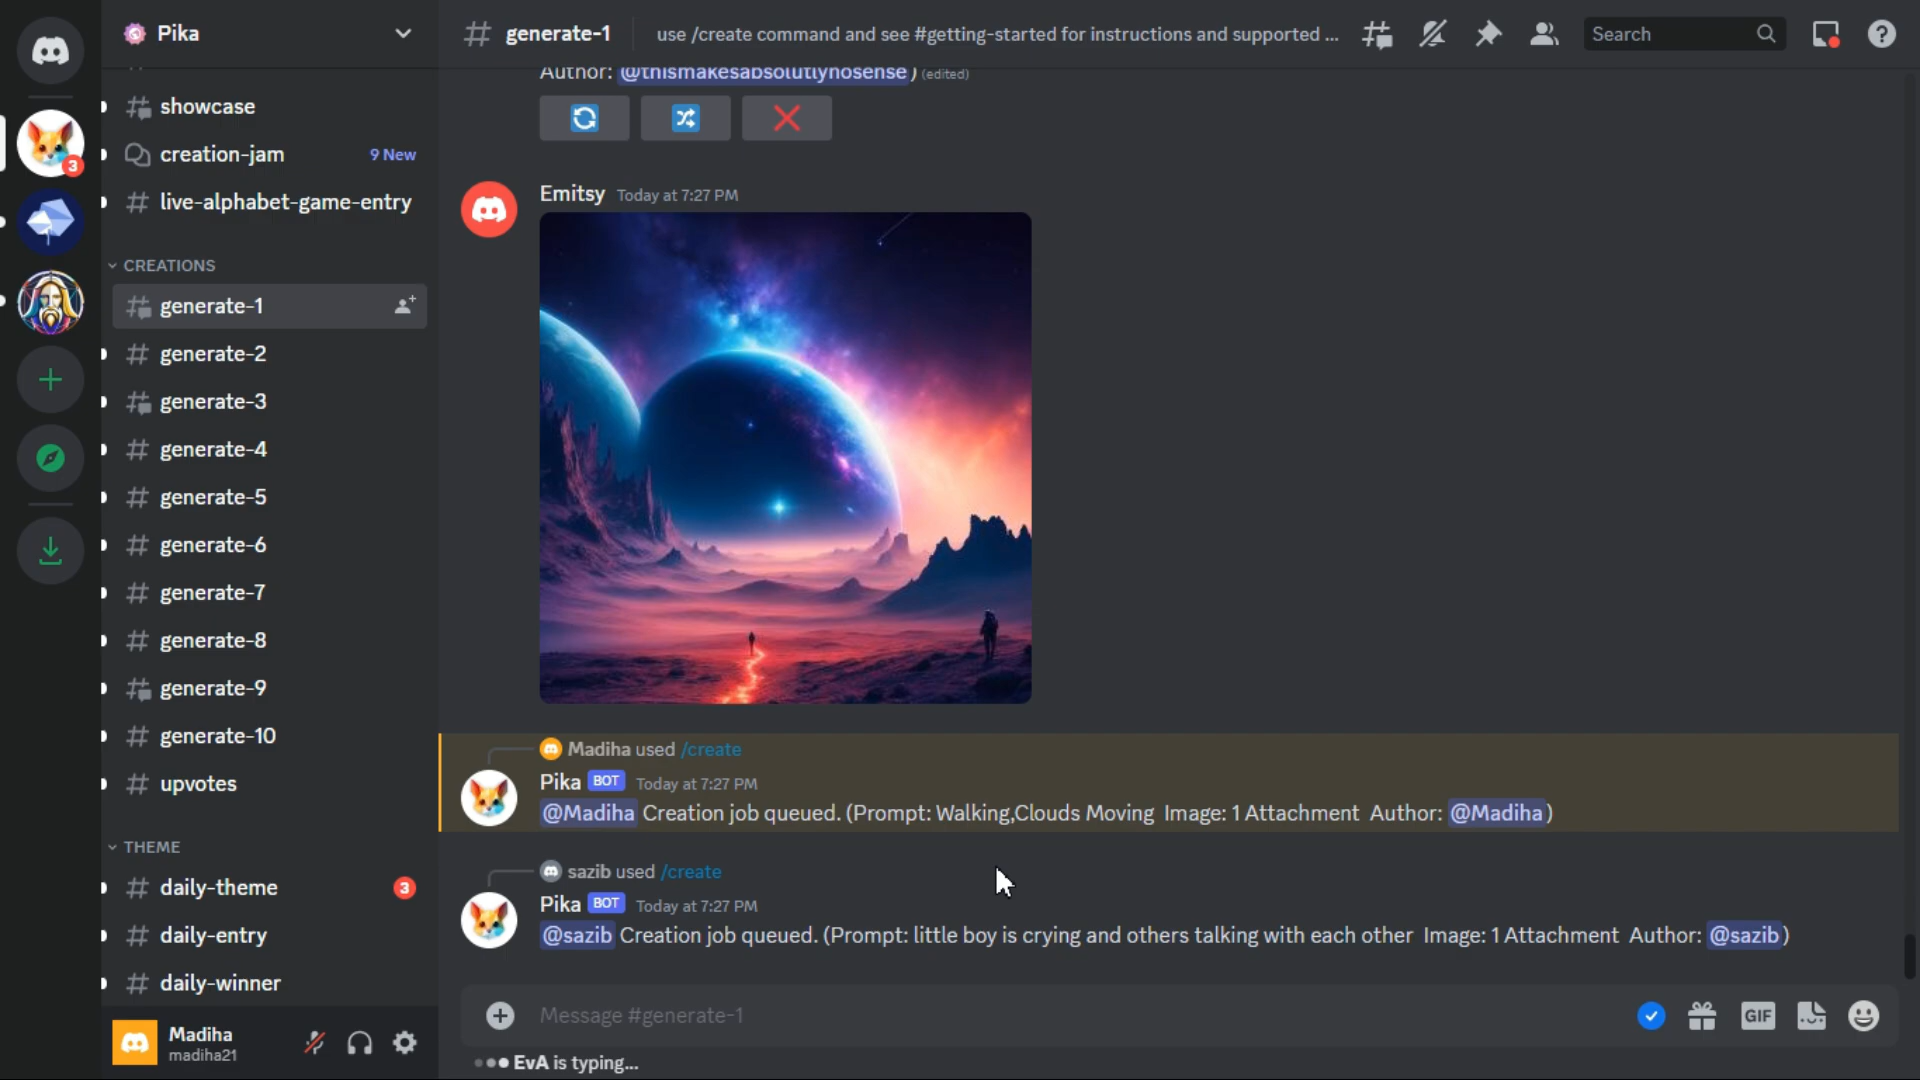 Pika
# generate-1
use /create command and see #getting-started for instructions and supported ...
Search
3
showcase
creation-jam 9 New
live-alphabet-game-entry
CREATIONS
generate-1
generate-2
generate-3
generate-4
generate-5
generate-6
generate-7
generate-8
generate-9
generate-10
upvotes
THEME
daily-theme 3
daily-entry
daily-winner
Madiha
madiha21
Author: @thismakesabsolutlynosense) (edited)
Emitsy Today at 7:27 PM
Madiha used /create
Pika BOT Today at 7:27 PM
@Madiha Creation job queued. (Prompt: Walking,Clouds Moving Image: 1 Attachment Author: @Madiha)
sazib used /create
Pika BOT Today at 7:27 PM
@sazib Creation job queued. (Prompt: little boy is crying and others talking with each other Image: 1 Attachment Author: @sazib)
Message #generate-1
GIF
EvA is typing...